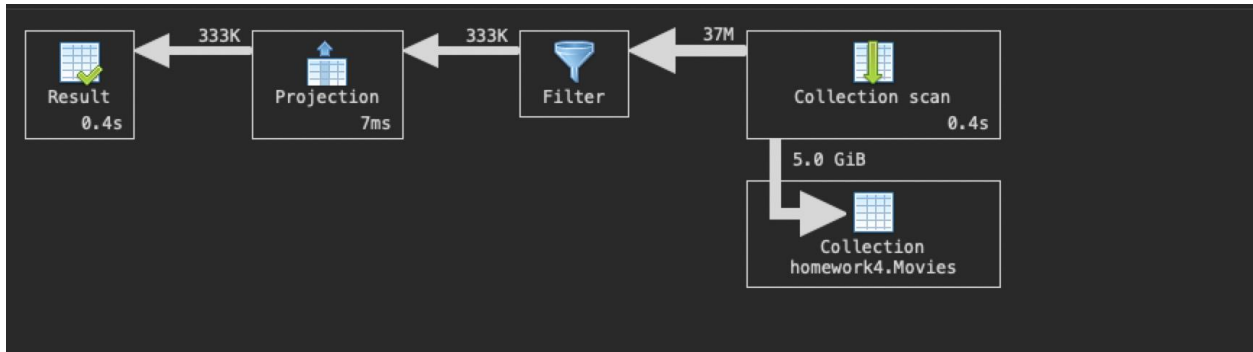 333K
333K
37M
Result
0.4s
Projection
7ms
Filter
Collection scan
0.4s
5.0 GiB
Collection
homework4.Movies